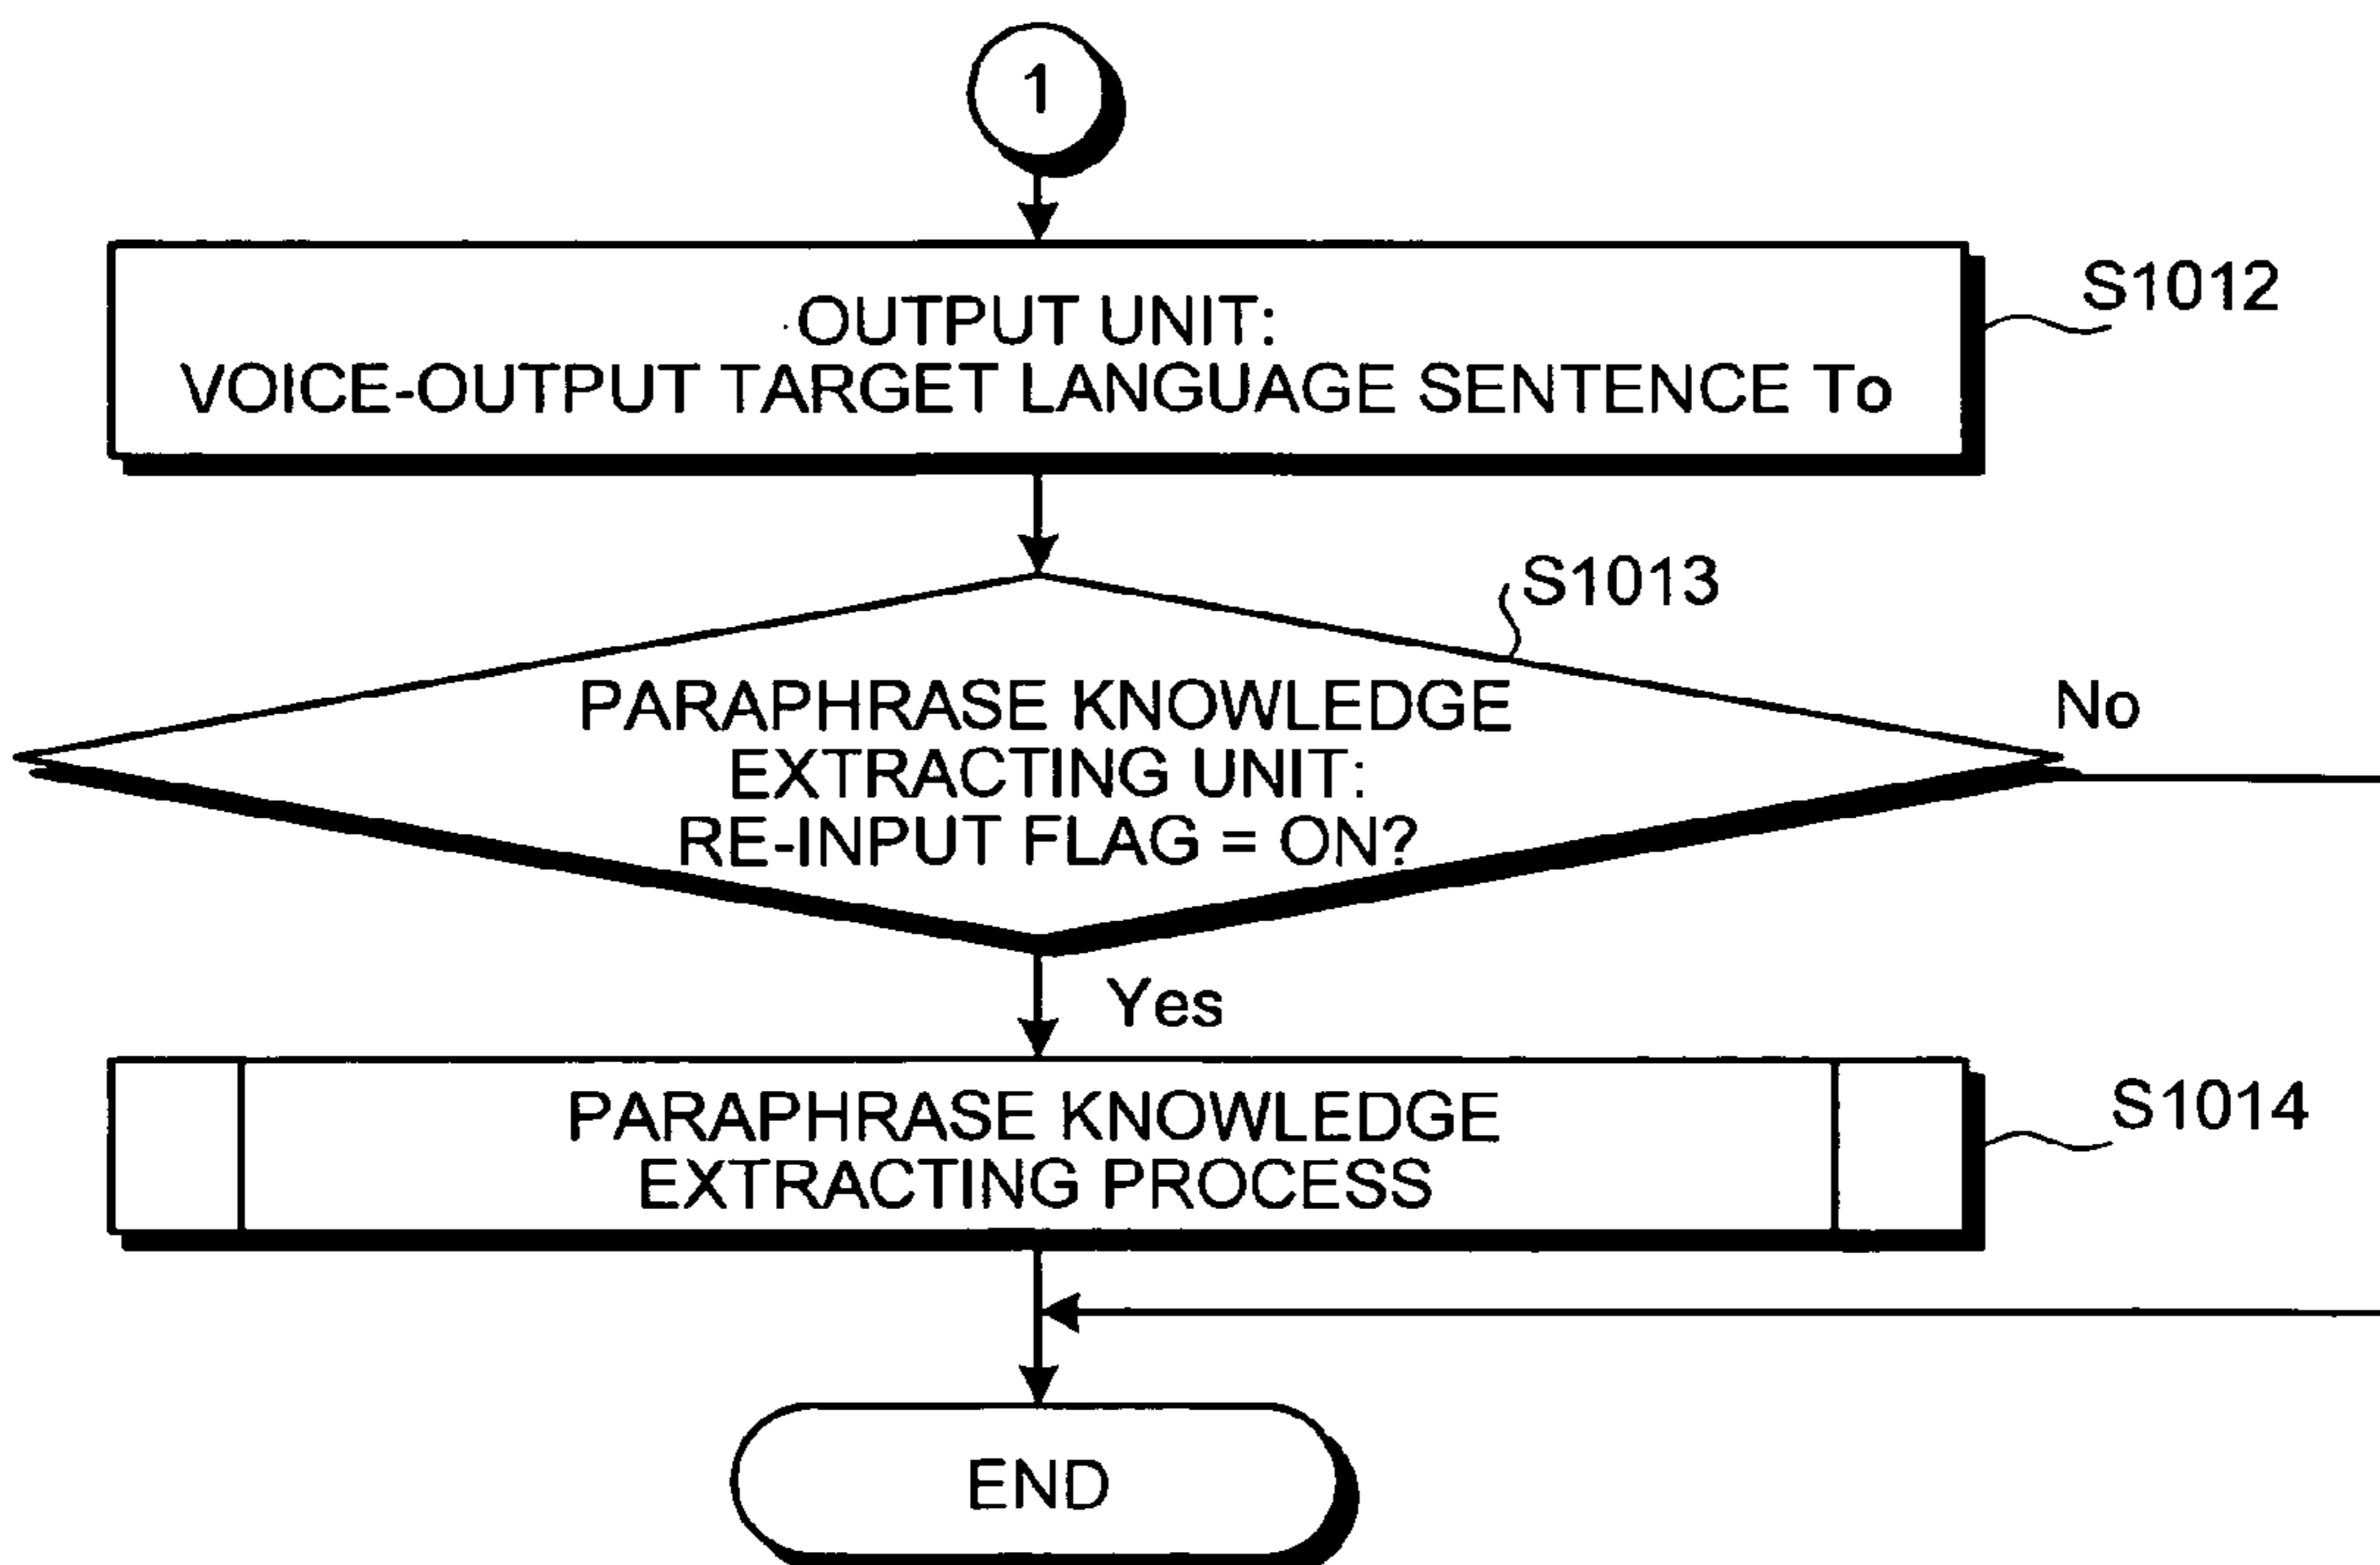 1
OUTPUT UNIT:
VOICE-OUTPUT TARGET LANGUAGE SENTENCE To
S1012
S1013
PARAPHRASE KNOWLEDGE
EXTRACTING UNIT:
RE-INPUT FLAG = ON?
No
Yes
PARAPHRASE KNOWLEDGE
EXTRACTING PROCESS
S1014
END